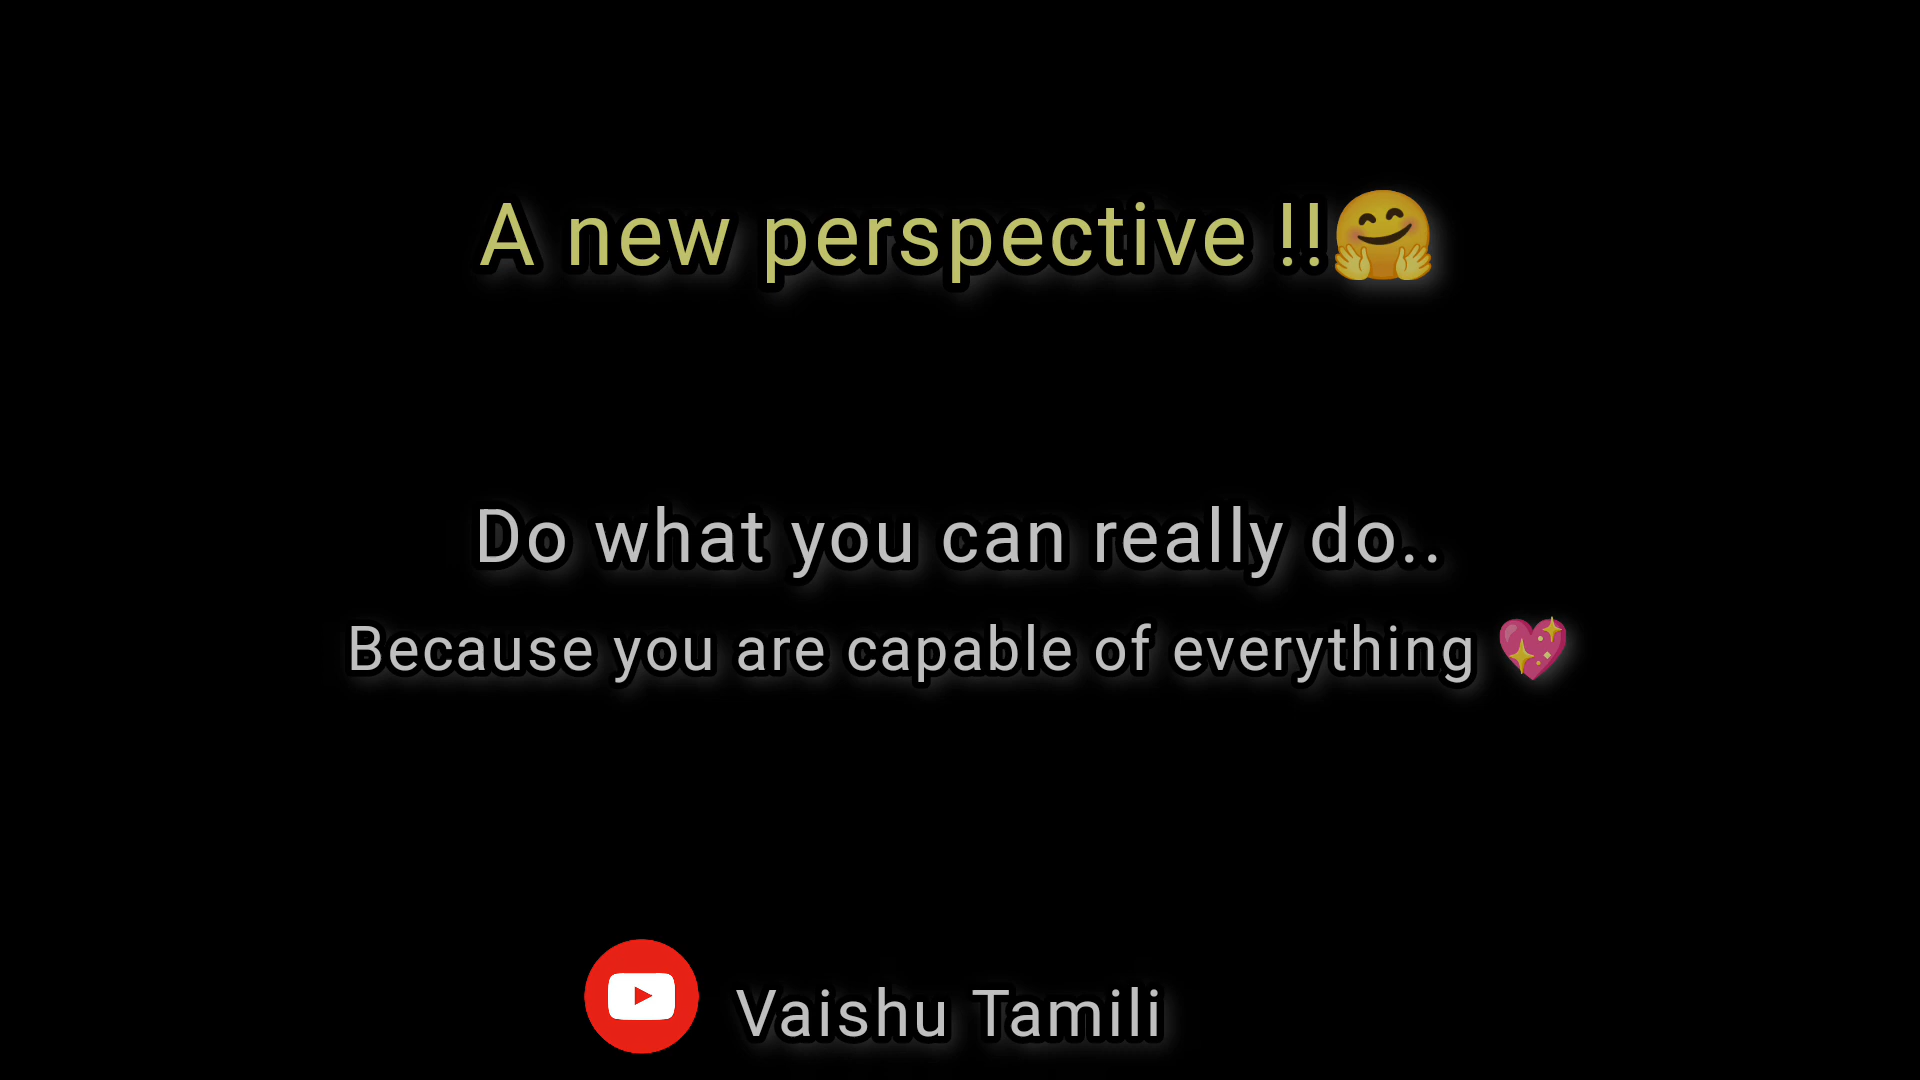 A new perspective !!🤗
Do what you can really do..
Because you are capable of everything 💖
Vaishu Tamili